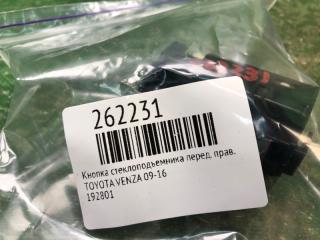 262231
Кнопка стеклоподъемника перед. прав.
TOYOTA VENZA 09-16
192801